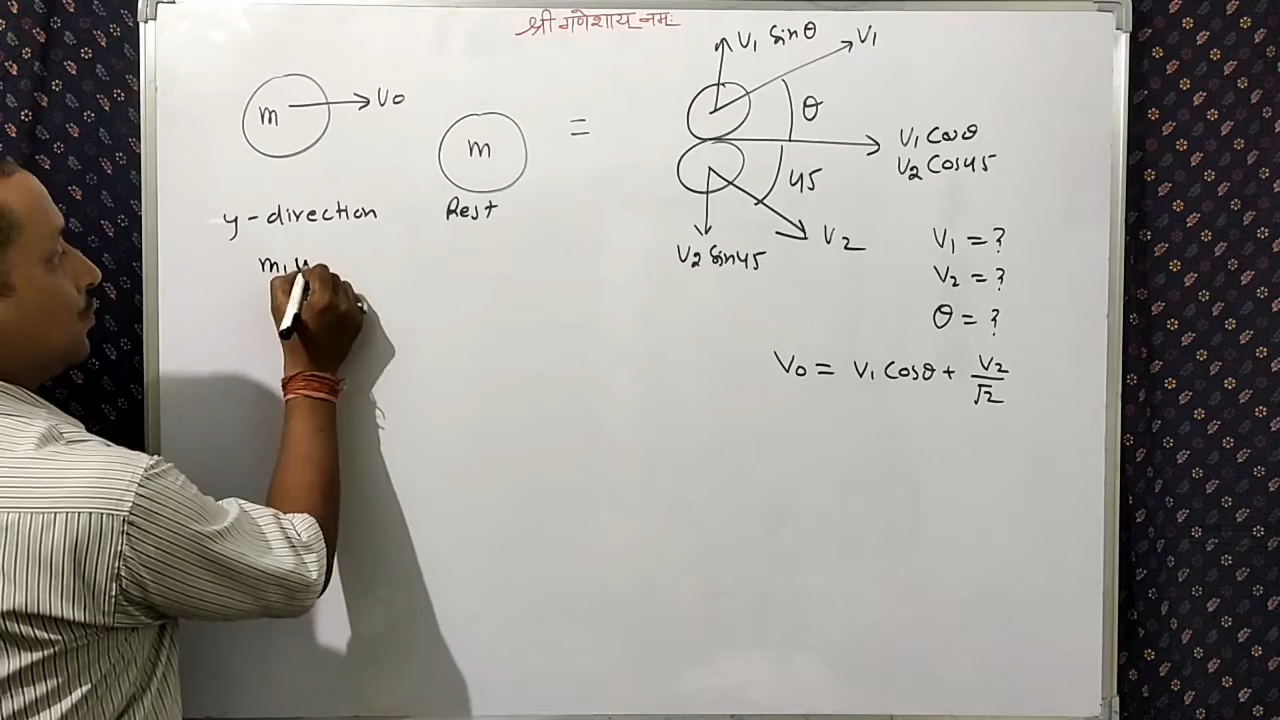 श्री गणेशाय नमः
m → V₀
m
Rest
=
V₁ Sinθ
V₁
θ
V₁ Cosθ
V₂ Cos45
45
V₂
V₂ Sin45
y-direction
m₁
V₁ = ?
V₂ = ?
θ = ?
V₀ = V₁ Cosθ + V₂/√2